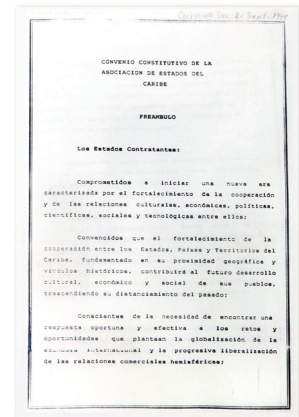 CONVENIO CONSTITUTIVO DE LA
ASOCIACION DE ESTADOS DEL
CARIBE
PREAMBULO
Los Estados Contratantes:
Comprometidos a iniciar una nueva era
caracterizada por el fortalecimiento de la cooperación
y de las relaciones culturales, económicas, políticas,
científicas, sociales y tecnológicas entre ellos;
Convencidos que el fortalecimiento de la
cooperación entre los Estados, Países y Territorios del
Caribe, fundamentado en su proximidad geográfica y
vínculos históricos, contribuirá al futuro desarrollo
cultural, económico y social de sus pueblos,
trascendiendo su distanciamiento del pasado;
Conscientes de la necesidad de encontrar una
respuesta oportuna y efectiva a los retos y
oportunidades que plantean la globalización de la
economía internacional y la progresiva liberalización
de las relaciones comerciales hemisféricas;